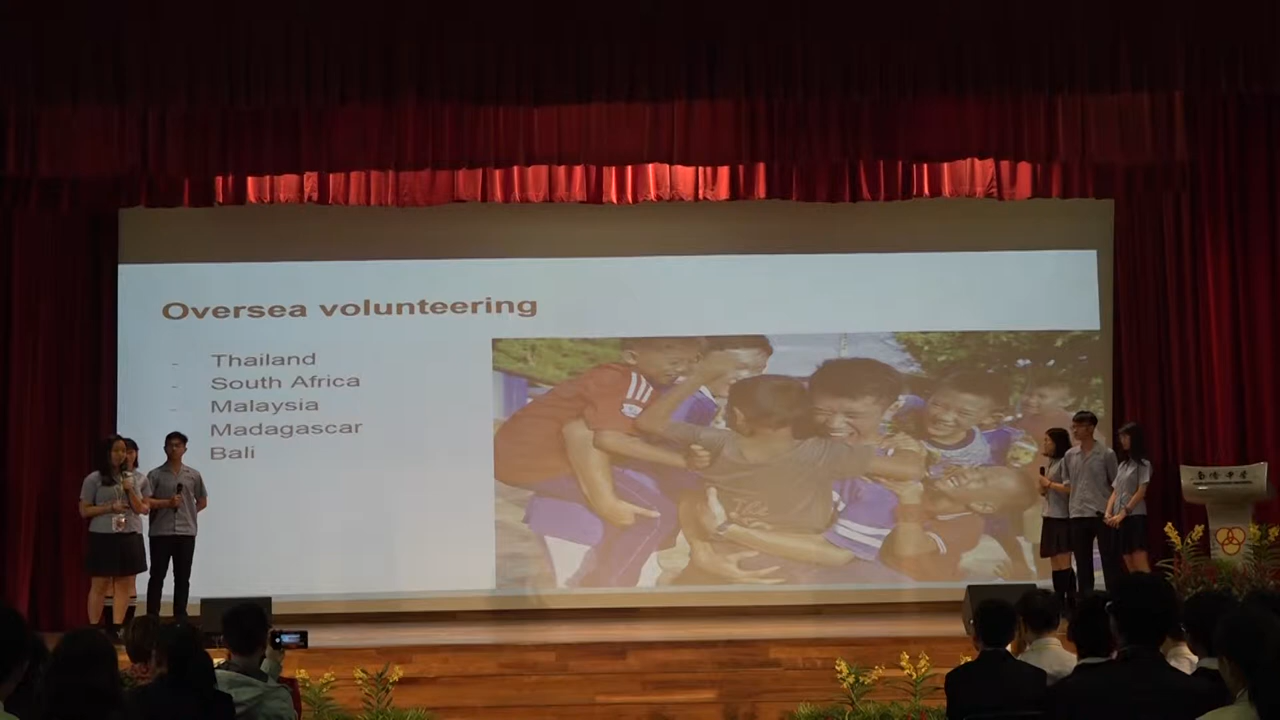 Oversea volunteering
- Thailand
- South Africa
- Malaysia
- Madagascar
Bali